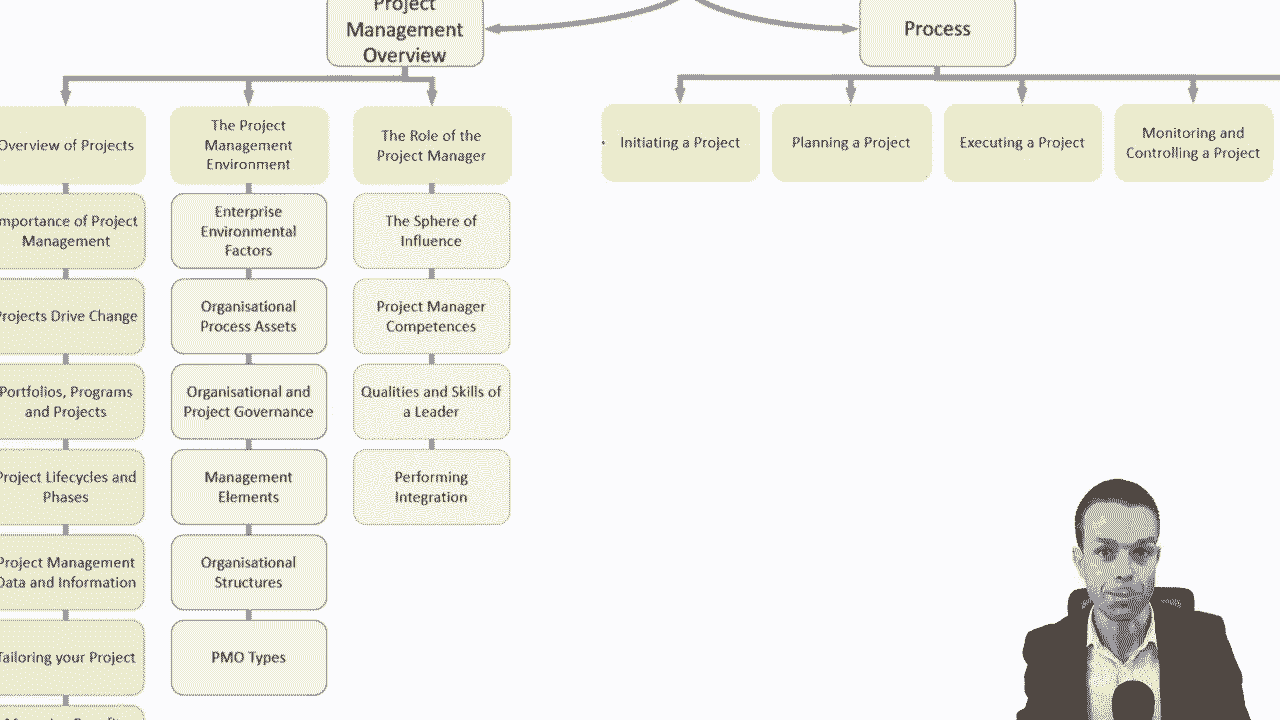 Project
Management
Overview
Process
Overview of Projects
The Project
Management
Environment
The Role of the
Project Manager
Initiating a Project
Planning a Project
Executing a Project
Monitoring and
Controlling a Project
mportance of Project
Management
Enterprise
Environmental
Factors
The Sphere of
Influence
Projects Drive Change
Organisational
Process Assets
Project Manager
Competences
Portfolios, Programs
and Projects
Organisational and
Project Governance
Qualities and Skills of
a Leader
Project Lifecycles and
Phases
Management
Elements
Performing
Integration
Project Management
Data and Information
Organisational
Structures
Tailoring your Project
PMO Types